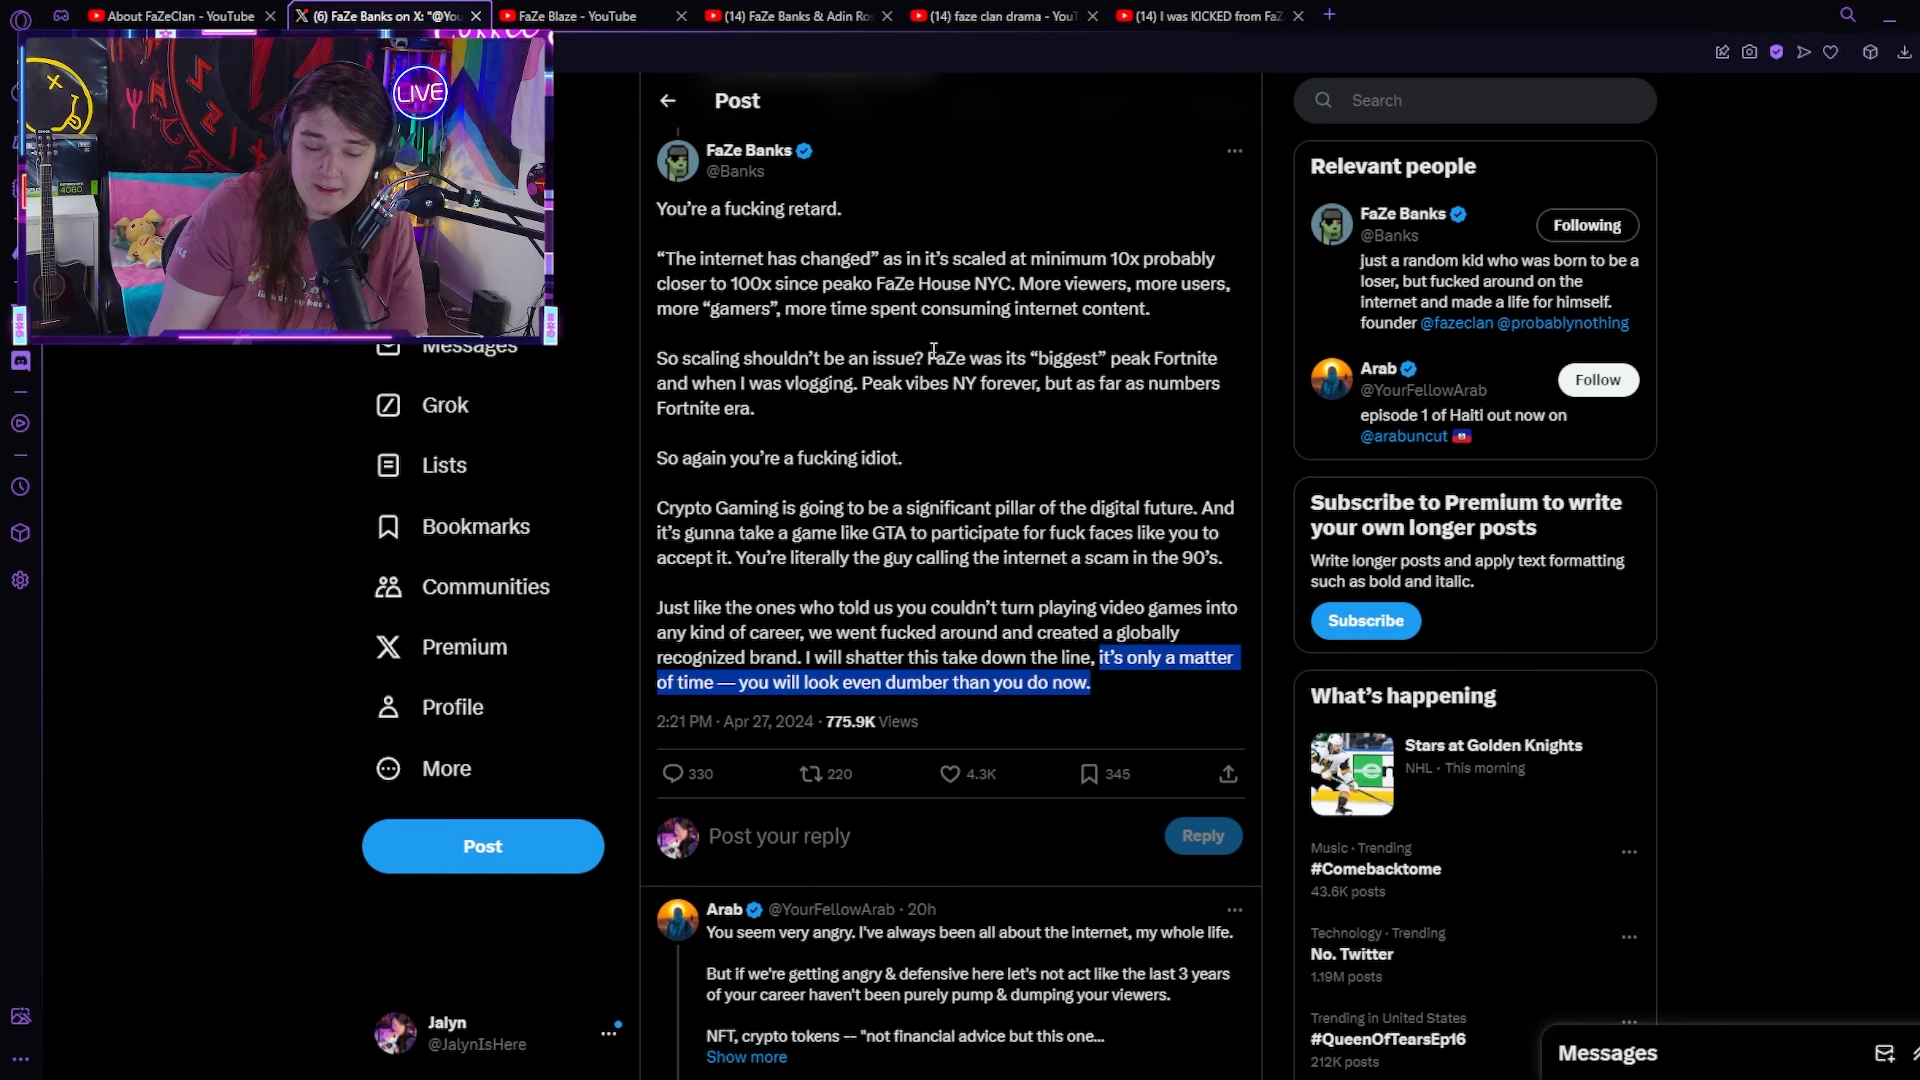 About FaZeClan - YouTube
(6) FaZe Banks on X: "@You
FaZe Blaze - YouTube
(14) FaZe Banks & Adin Ro
(14) faze clan drama - YouT
(14) I was KICKED from FaZ
LIVE
4080
Post
Search
FaZe Banks
@Banks
You're a fucking retard.
“The internet has changed” as in it's scaled at minimum 10x probably
closer to 100x since peako FaZe House NYC. More viewers, more users,
more “gamers”, more time spent consuming internet content.
So scaling shouldn't be an issue? FaZe was its “biggest” peak Fortnite
and when I was vlogging. Peak vibes NY forever, but as far as numbers
Fortnite era.
So again you're a fucking idiot.
Crypto Gaming is going to be a significant pillar of the digital future. And
it's gunna take a game like GTA to participate for fuck faces like you to
accept it. You're literally the guy calling the internet a scam in the 90's.
Just like the ones who told us you couldn't turn playing video games into
any kind of career, we went fucked around and created a globally
recognized brand. I will shatter this take down the line, it's only a matter
of time — you will look even dumber than you do now.
2:21 PM · Apr 27, 2024 · 775.9K Views
330
220
4.3K
345
Post your reply
Reply
Arab @YourFellowArab · 20h
You seem very angry. I've always been all about the internet, my whole life.
But if we're getting angry & defensive here let's not act like the last 3 years
of your career haven't been purely pump & dumping your viewers.
NFT, crypto tokens -- "not financial advice but this one...
Show more
Messages
Grok
Lists
Bookmarks
Communities
Premium
Profile
More
Post
Jalyn
@JalynIsHere
Relevant people
FaZe Banks
@Banks
Following
just a random kid who was born to be a
loser, but fucked around on the
internet and made a life for himself.
founder @fazeclan @probablynothing
Arab
@YourFellowArab
Follow
episode 1 of Haiti out now on
@arabuncut
Subscribe to Premium to write
your own longer posts
Write longer posts and apply text formatting
such as bold and italic.
Subscribe
What's happening
Stars at Golden Knights
NHL · This morning
Music · Trending
#Comebacktome
43.6K posts
Technology · Trending
No. Twitter
1.19M posts
Trending in United States
#QueenOfTearsEp16
212K posts
Messages